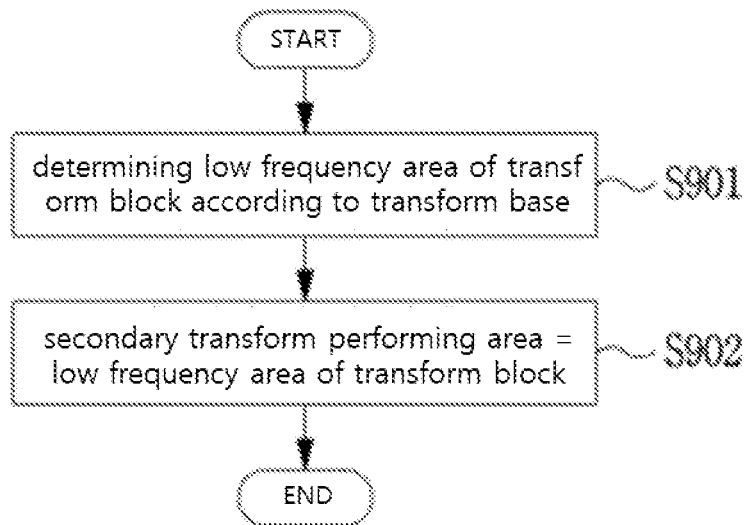 START
determining low frequency area of transf
orm block according to transform base
S901
secondary transform performing area =
low frequency area of transform block
S902
END